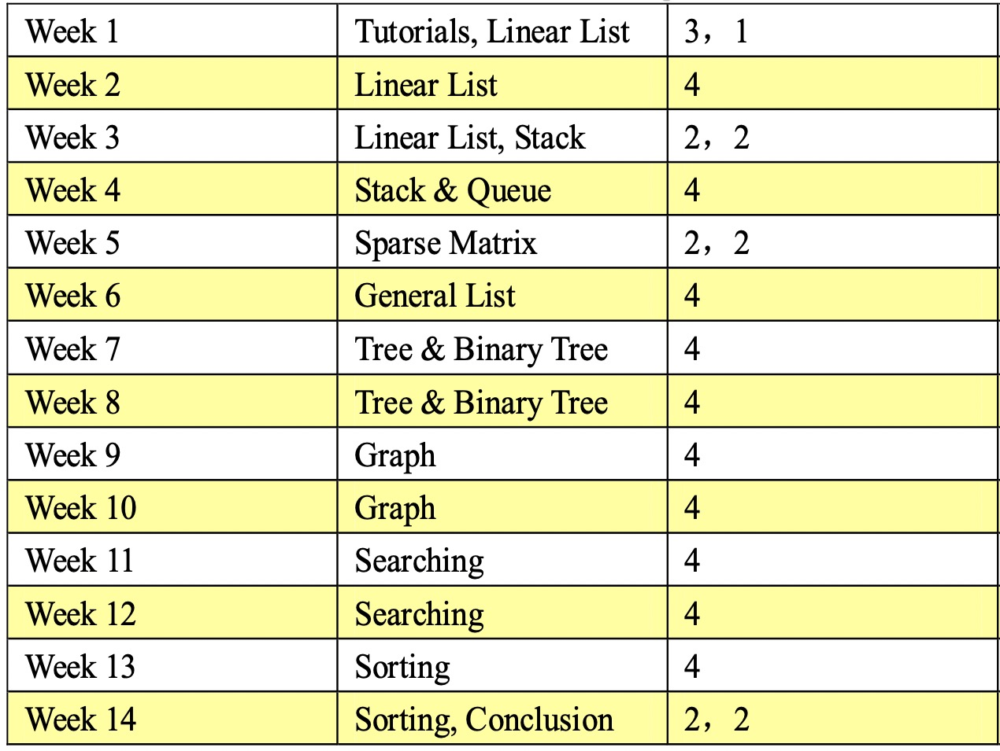 Week 1 Tutorials, Linear List 3，1
Week 2 Linear List 4
Week 3 Linear List, Stack 2，2
Week 4 Stack & Queue 4
Week 5 Sparse Matrix 2，2
Week 6 General List 4
Week 7 Tree & Binary Tree 4
Week 8 Tree & Binary Tree 4
Week 9 Graph 4
Week 10 Graph 4
Week 11 Searching 4
Week 12 Searching 4
Week 13 Sorting 4
Week 14 Sorting, Conclusion 2，2